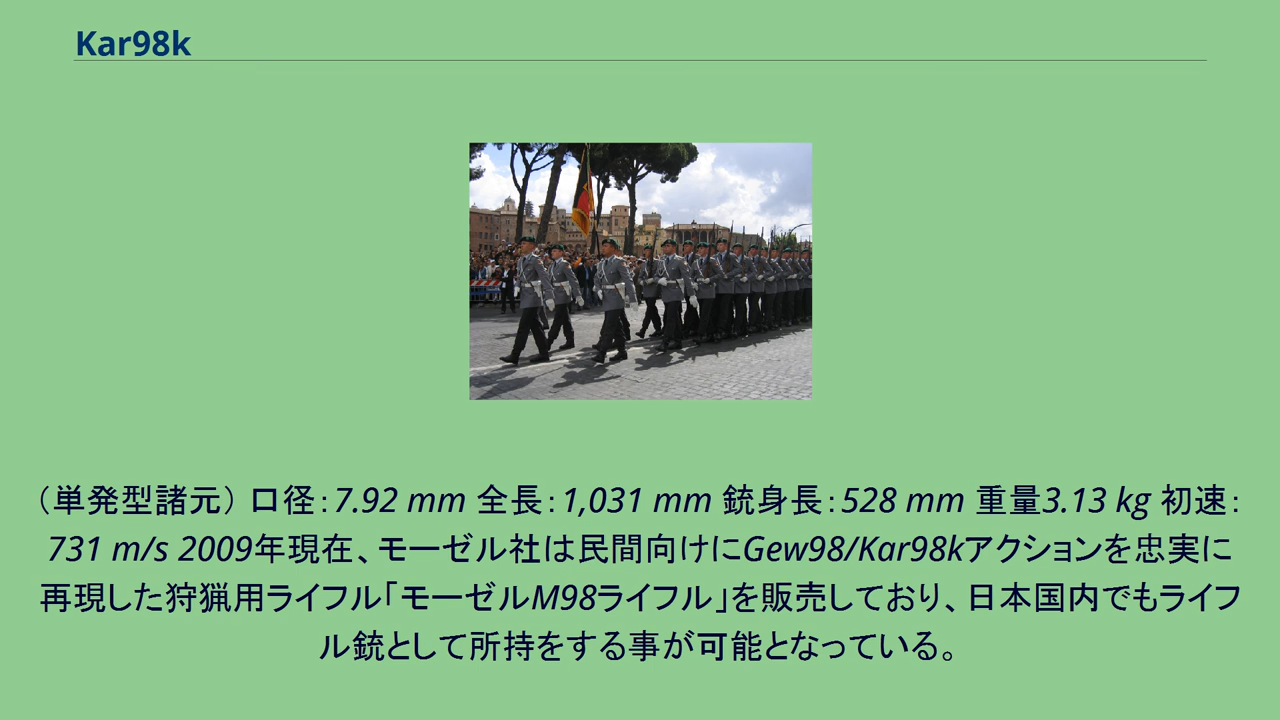 Kar98k
（単発型諸元） 口径：7.92 mm 全長：1,031 mm 銃身長：528 mm 重量3.13 kg 初速：
731 m/s 2009年現在、モーゼル社は民間向けにGew98/Kar98kアクションを忠実に
再現した狩猟用ライフル「モーゼルM98ライフル」を販売しており、日本国内でもライフ
ル銃として所持をする事が可能となっている。